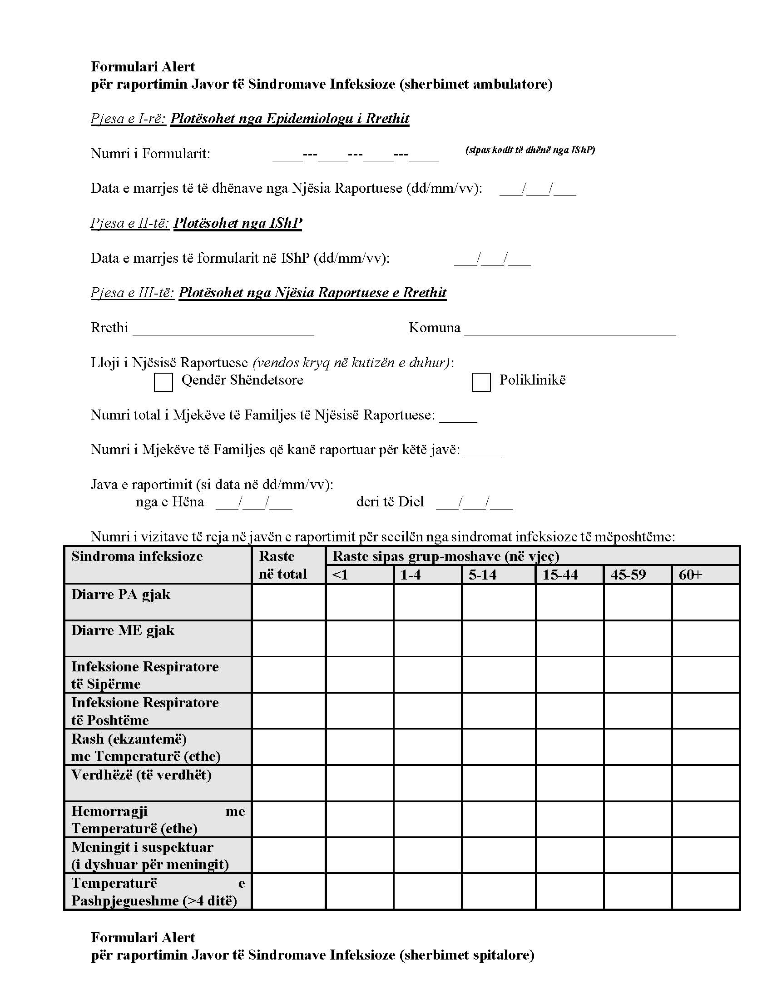 Formulari Alert
për raportimin Javor të Sindromave Infeksioze (sherbimet ambulatore)
Pjesa e I-rë: Plotësohet nga Epidemiologu i Rrethit
Numri i Formularit: ____---____---____---____ (sipas kodit të dhënë nga IShP)
Data e marrjes të të dhënave nga Njësia Raportuese (dd/mm/vv): ___/___/___
Pjesa e II-të: Plotësohet nga IShP
Data e marrjes të formularit në IShP (dd/mm/vv): ___/___/___
Pjesa e III-të: Plotësohet nga Njësia Raportuese e Rrethit
Rrethi ________________________ Komuna ____________________________
Lloji i Njësisë Raportuese (vendos kryq në kutizën e duhur):
Qendër Shëndetsore Poliklinikë
Numri total i Mjekëve të Familjes të Njësisë Raportuese: _____
Numri i Mjekëve të Familjes që kanë raportuar për këtë javë: _____
Java e raportimit (si data në dd/mm/vv):
nga e Hëna ___/___/___ deri të Diel ___/___/___
Numri i vizitave të reja në javën e raportimit për secilën nga sindromat infeksioze të mëposhtëme:
Sindroma infeksioze Raste në total Raste sipas grup-moshave (në vjeç)
<1 1-4 5-14 15-44 45-59 60+
Diarre PA gjak
Diarre ME gjak
Infeksione Respiratore
të Sipërme
Infeksione Respiratore
të Poshtëme
Rash (ekzantemë)
me Temperaturë (ethe)
Verdhëzë (të verdhët)
Hemorragji me
Temperaturë (ethe)
Meningit i suspektuar
(i dyshuar për meningit)
Temperaturë e
Pashpjegueshme (>4 ditë)
Formulari Alert
për raportimin Javor të Sindromave Infeksioze (sherbimet spitalore)